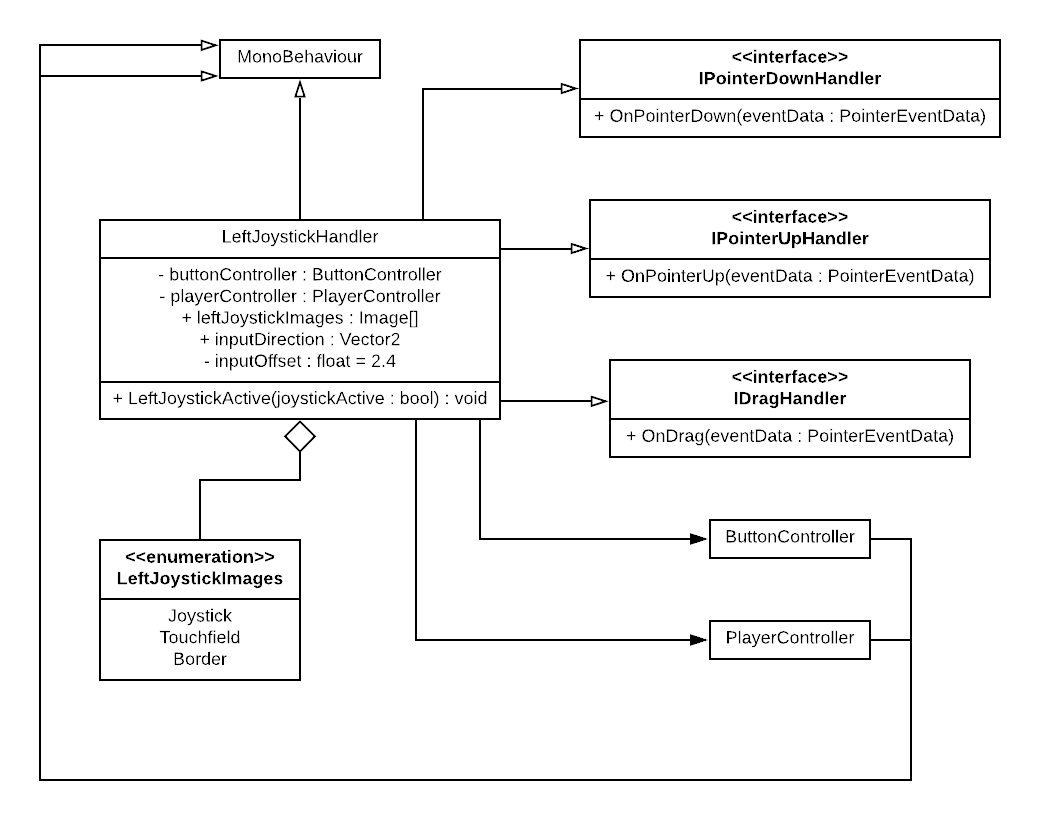 MonoBehaviour
<<interface>>
IPointerDownHandler
+ OnPointerDown(eventData : PointerEventData)
<<interface>>
IPointerUpHandler
+ OnPointerUp(eventData : PointerEventData)
LeftJoystickHandler
- buttonController : ButtonController
- playerController : PlayerController
+ leftJoystickImages : Image[]
+ inputDirection : Vector2
- inputOffset : float = 2.4
+ LeftJoystickActive(joystickActive : bool) : void
<<interface>>
IDragHandler
+ OnDrag(eventData : PointerEventData)
ButtonController
<<enumeration>>
LeftJoystickImages
Joystick
Touchfield
Border
PlayerController